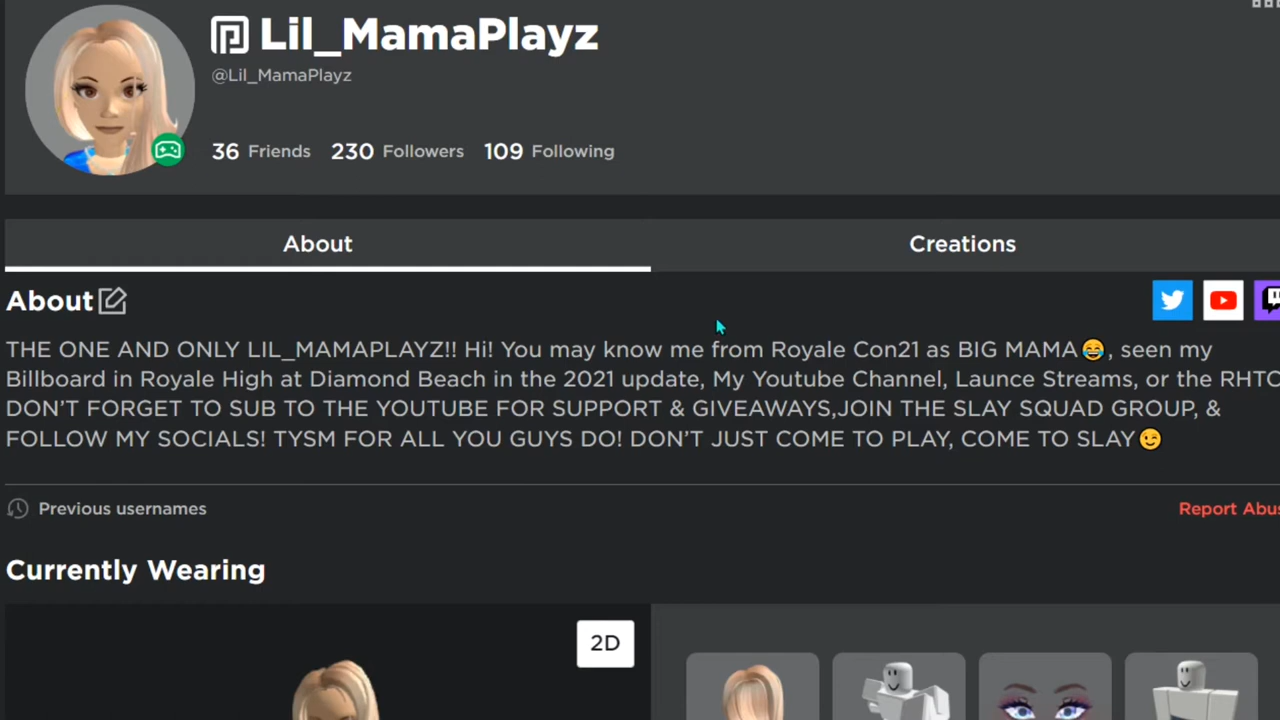 Lil_MamaPlayz
@Lil_MamaPlayz
36 Friends 230 Followers 109 Following
About Creations
About
THE ONE AND ONLY LIL_MAMAPLAYZ!! Hi! You may know me from Royale Con21 as BIG MAMA😂, seen my
Billboard in Royale High at Diamond Beach in the 2021 update, My Youtube Channel, Launce Streams, or the RHTC
DON'T FORGET TO SUB TO THE YOUTUBE FOR SUPPORT & GIVEAWAYS,JOIN THE SLAY SQUAD GROUP, &
FOLLOW MY SOCIALS! TYSM FOR ALL YOU GUYS DO! DON'T JUST COME TO PLAY, COME TO SLAY😉
Previous usernames Report Abus
Currently Wearing
2D